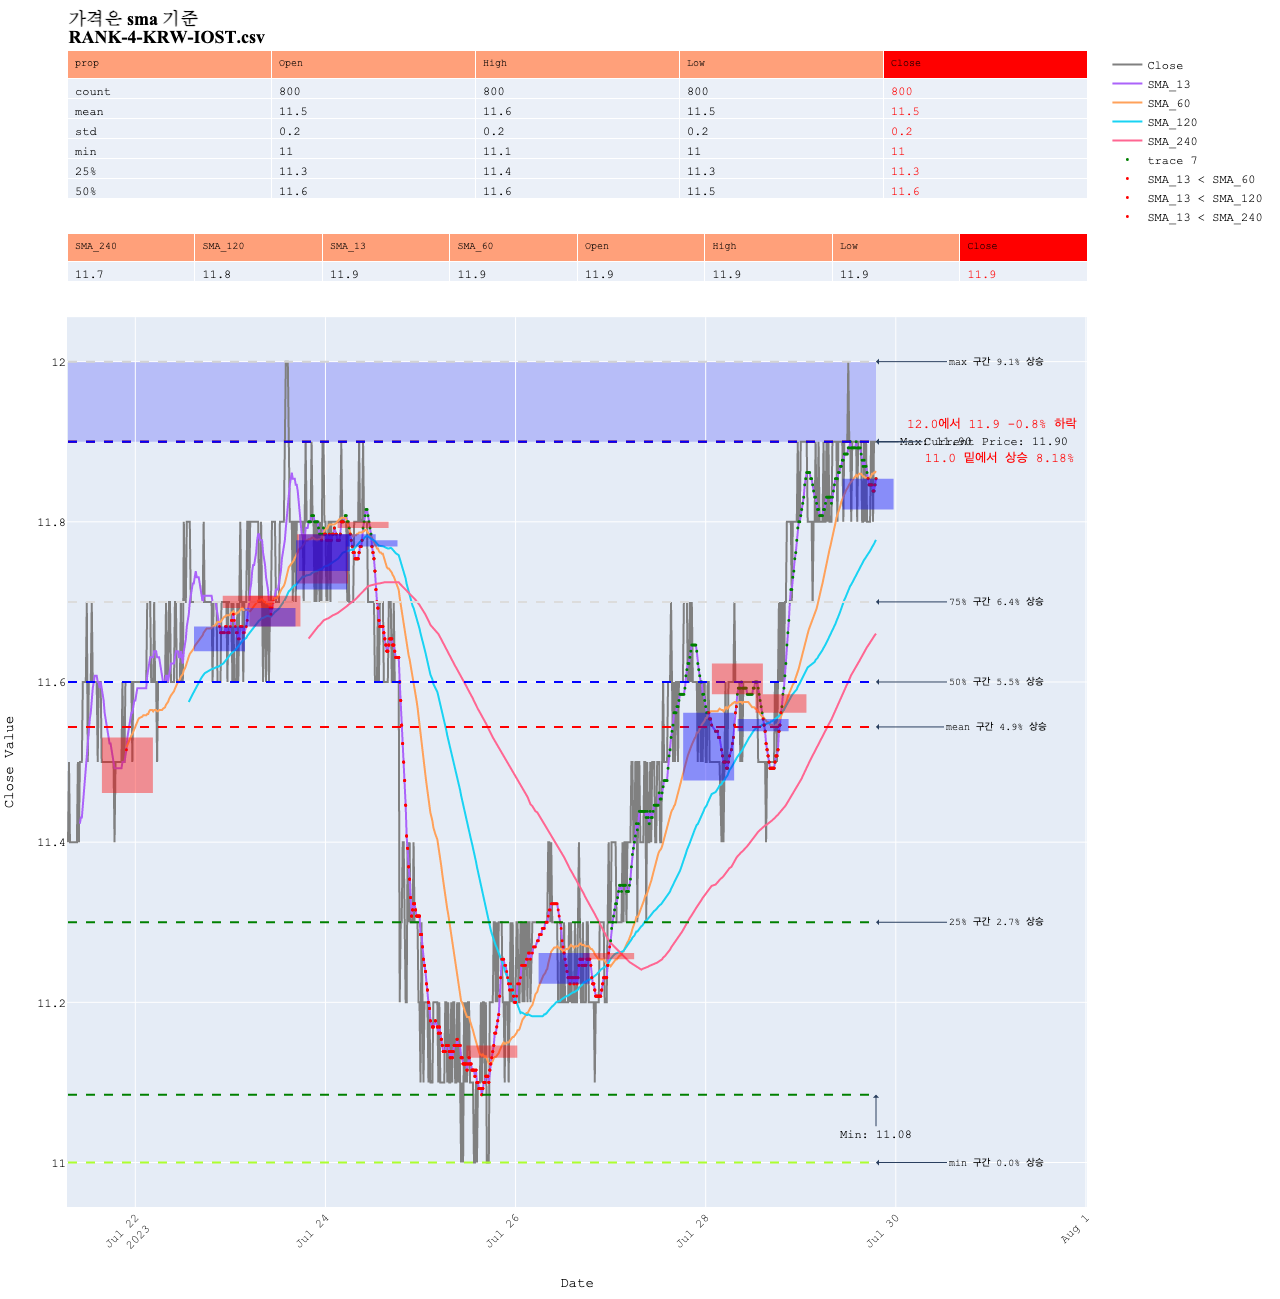 가격은 sma 기준
RANK-4-KRW-IOST.csv
prop Open High Low Close
count 800 800 800 800
mean 11.5 11.6 11.5 11.5
std 0.2 0.2 0.2 0.2
min 11 11.1 11 11
25% 11.3 11.4 11.3 11.3
50% 11.6 11.6 11.5 11.6
SMA_240 SMA_120 SMA_13 SMA_60 Open High Low Close
11.7 11.8 11.9 11.9 11.9 11.9 11.9 11.9
Close
SMA_13
SMA_60
SMA_120
SMA_240
trace 7
SMA_13 < SMA_60
SMA_13 < SMA_120
SMA_13 < SMA_240
12
11.8
11.6
11.4
11.2
11
Close Value
max 구간 9.1% 상승
12.0에서 11.9 -0.8% 하락
Max: 11.90
Current Price: 11.90
11.0 밑에서 상승 8.18%
75% 구간 6.4% 상승
50% 구간 5.5% 상승
mean 구간 4.9% 상승
25% 구간 2.7% 상승
Min: 11.08
min 구간 0.0% 상승
Jul 22
2023
Jul 24
Jul 26
Jul 28
Jul 30
Aug 1
Date